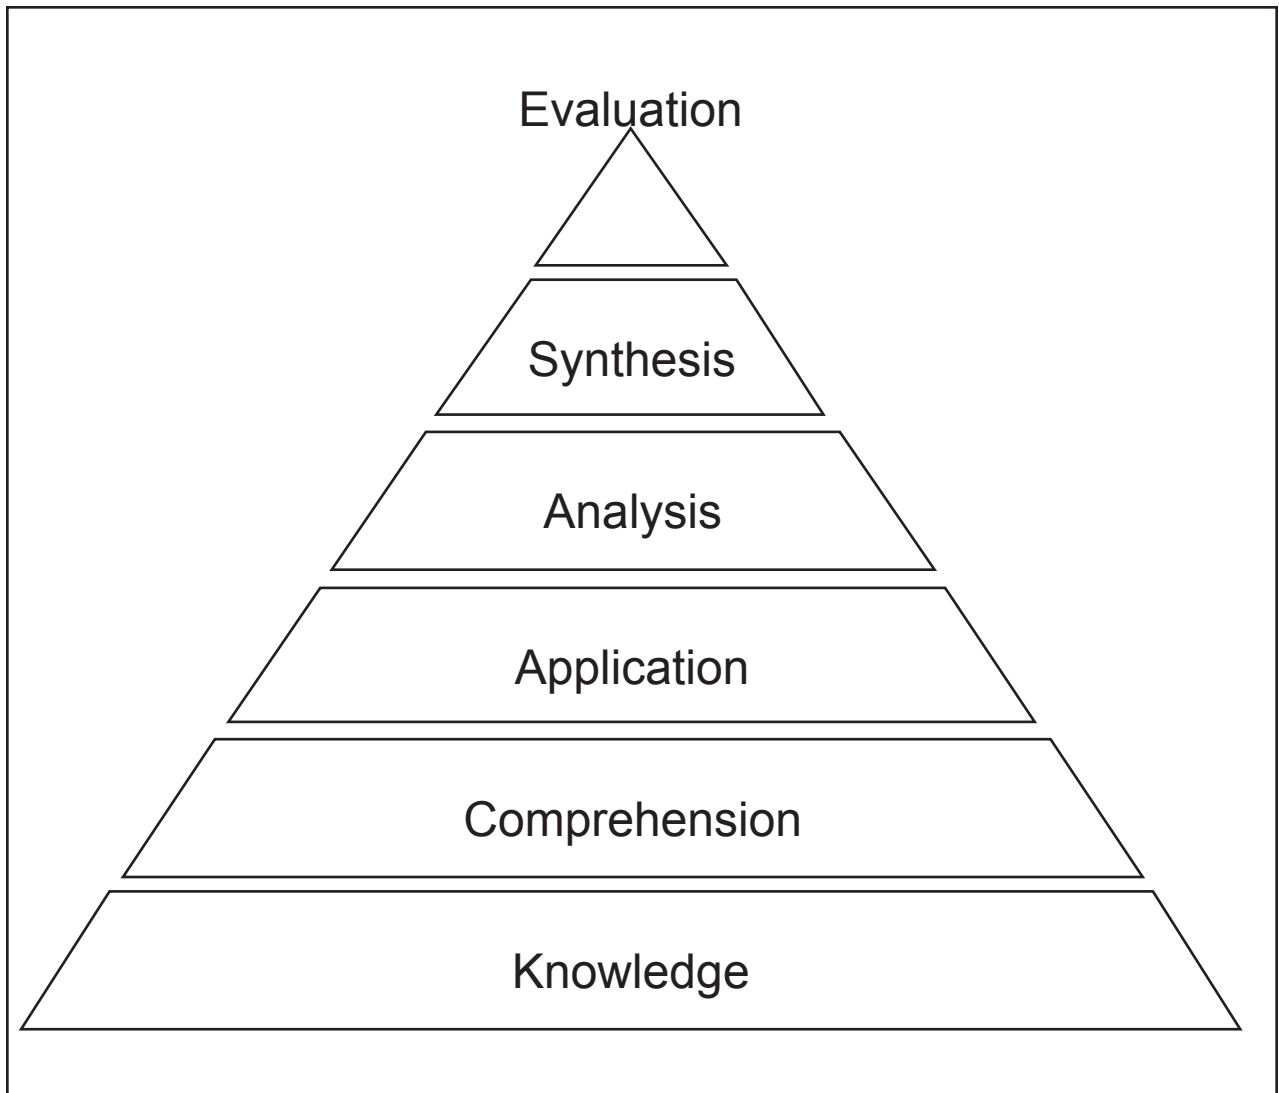 Evaluation
Synthesis
Analysis
Application
Comprehension
Knowledge